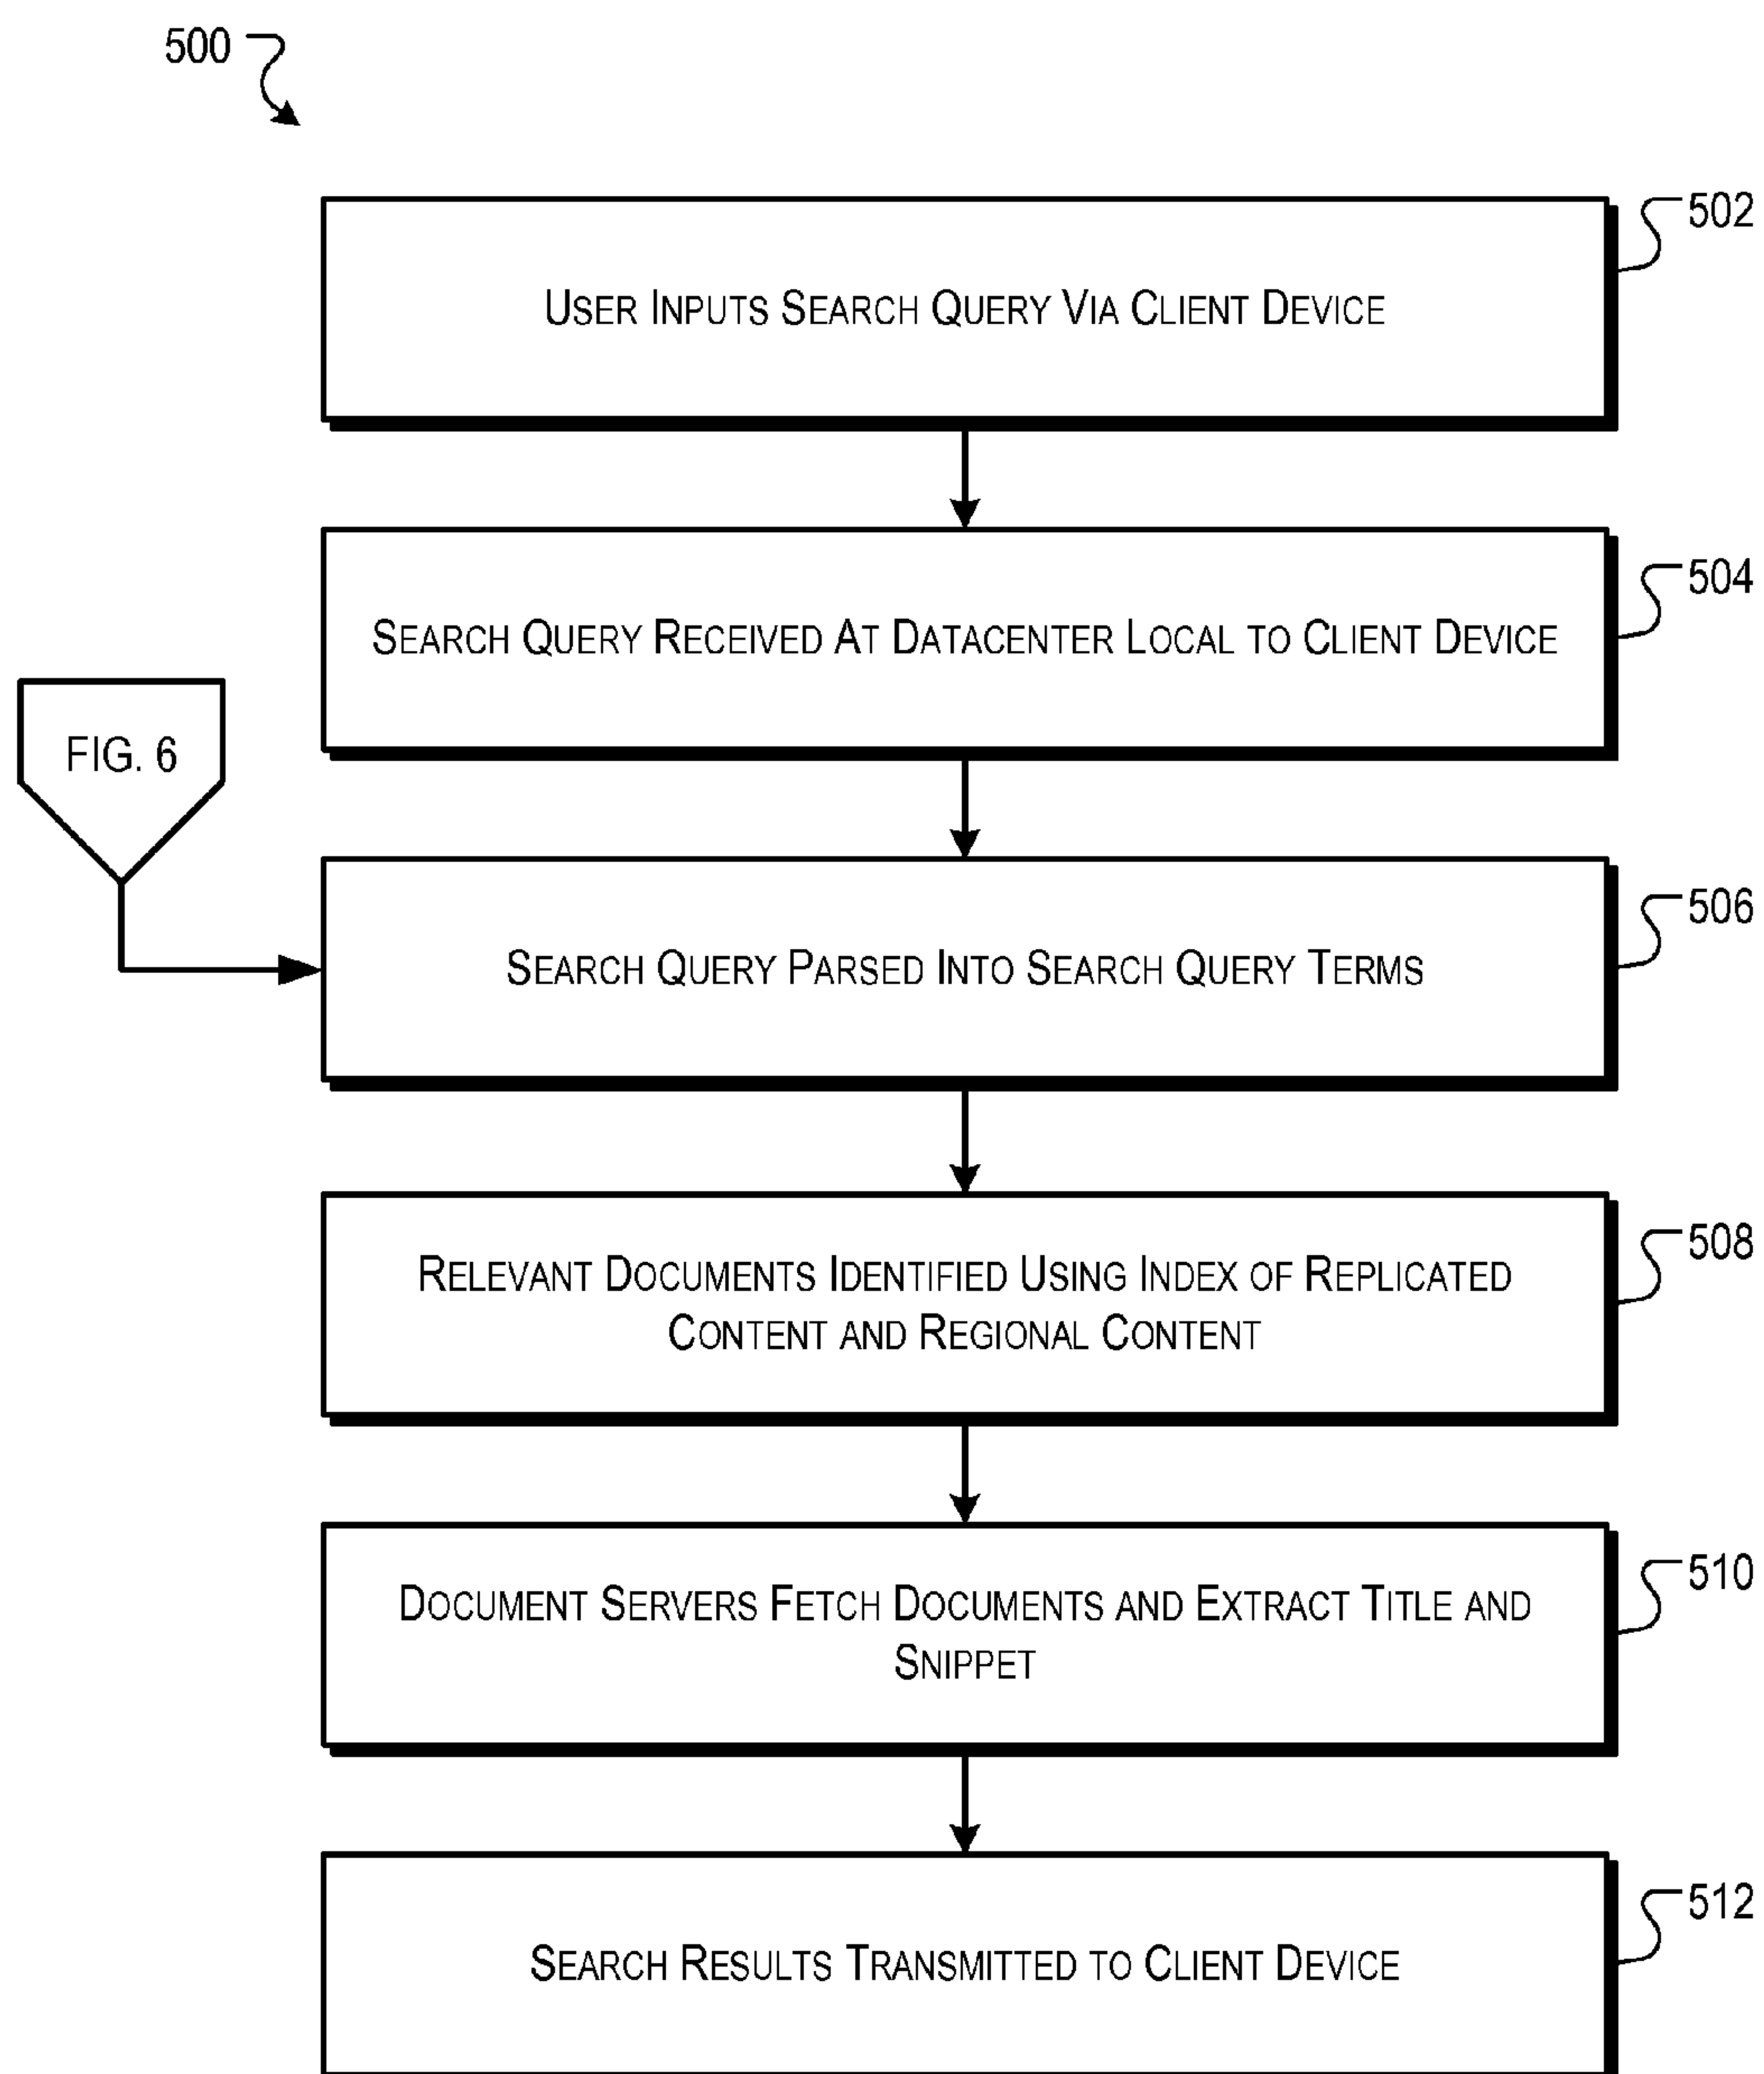 500
502
USER INPUTS SEARCH QUERY VIA CLIENT DEVICE
504
SEARCH QUERY RECEIVED AT DATACENTER LOCAL TO CLIENT DEVICE
FIG. 6
506
SEARCH QUERY PARSED INTO SEARCH QUERY TERMS
508
RELEVANT DOCUMENTS IDENTIFIED USING INDEX OF REPLICATED
CONTENT AND REGIONAL CONTENT
510
DOCUMENT SERVERS FETCH DOCUMENTS AND EXTRACT TITLE AND
SNIPPET
512
SEARCH RESULTS TRANSMITTED TO CLIENT DEVICE